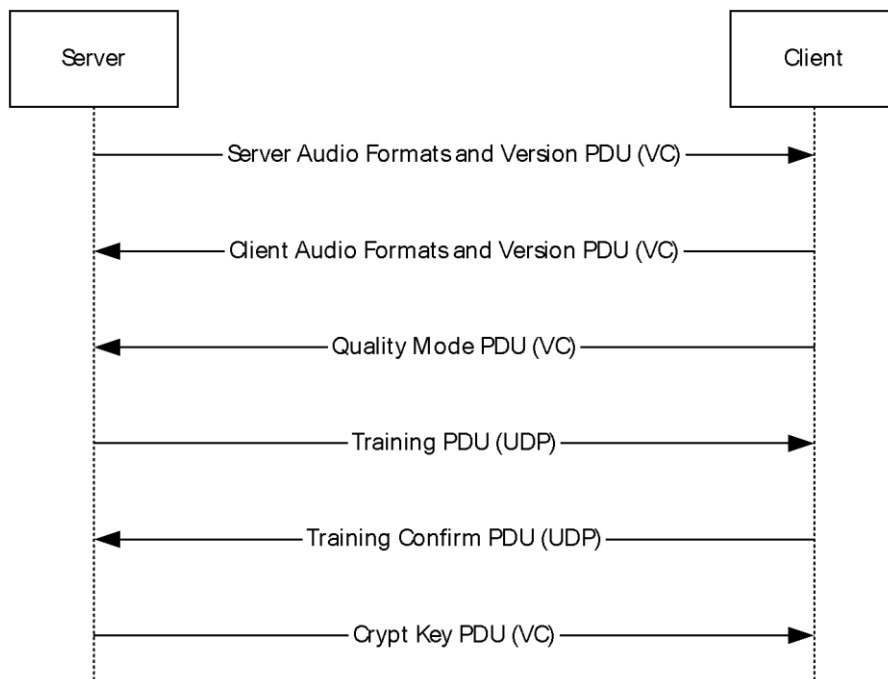 Server
Client
Server Audio Formats and Version PDU (VC)
Client Audio Formats and Version PDU (VC)
Quality Mode PDU (VC)
Training PDU (UDP)
Training Confirm PDU (UDP)
Crypt Key PDU (VC)